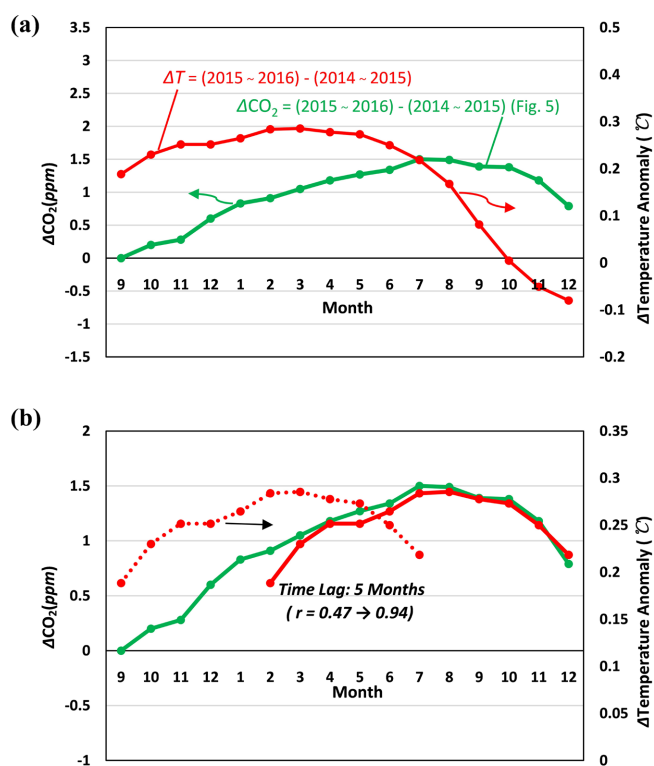 (a)
3.5
3
2.5
2
1.5
1
0.5
0
-0.5
-1
-1.5
ΔCO2(ppm)
0.5
0.4
0.3
0.2
0.1
0
-0.1
-0.2
ΔTemperature Anomaly (℃)
ΔT = (2015 ~ 2016) - (2014 ~ 2015)
ΔCO2 = (2015 ~ 2016) - (2014 ~ 2015) (Fig. 5)
9 10 11 12 1 2 3 4 5 6 7 8 9 10 11 12
Month
(b)
2
1.5
1
0.5
0
-0.5
-1
ΔCO2(ppm)
0.35
0.3
0.25
0.2
0.15
0.1
0.05
0
ΔTemperature Anomaly (℃)
Time Lag: 5 Months
( r = 0.47 → 0.94)
9 10 11 12 1 2 3 4 5 6 7 8 9 10 11 12
Month